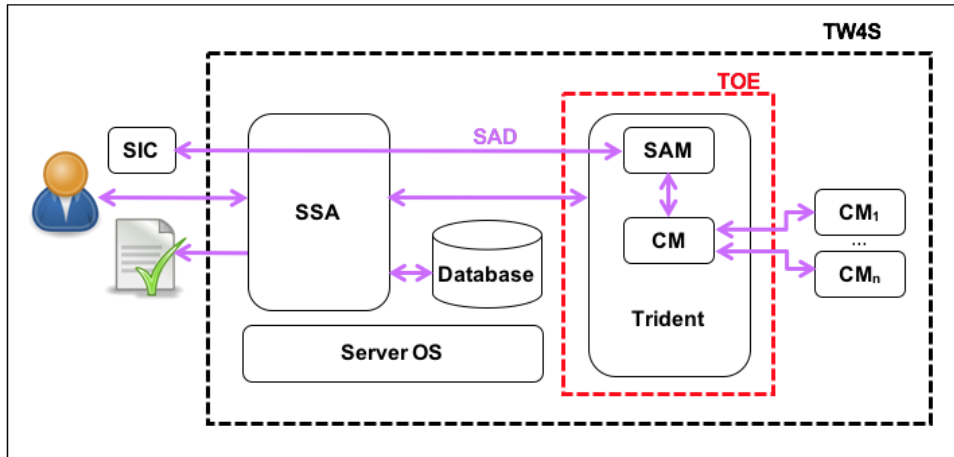 TW4S
TOE
SIC
SAD
SAM
SSA
CM
CM₁
...
CMₙ
Database
Trident
Server OS